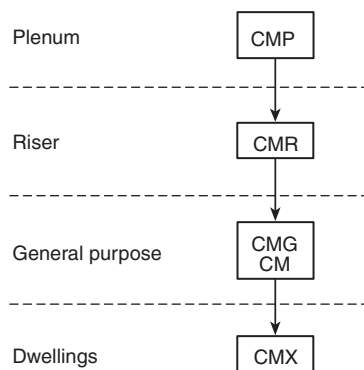 Plenum
CMP
Riser
CMR
General purpose
CMG
CM
Dwellings
CMX